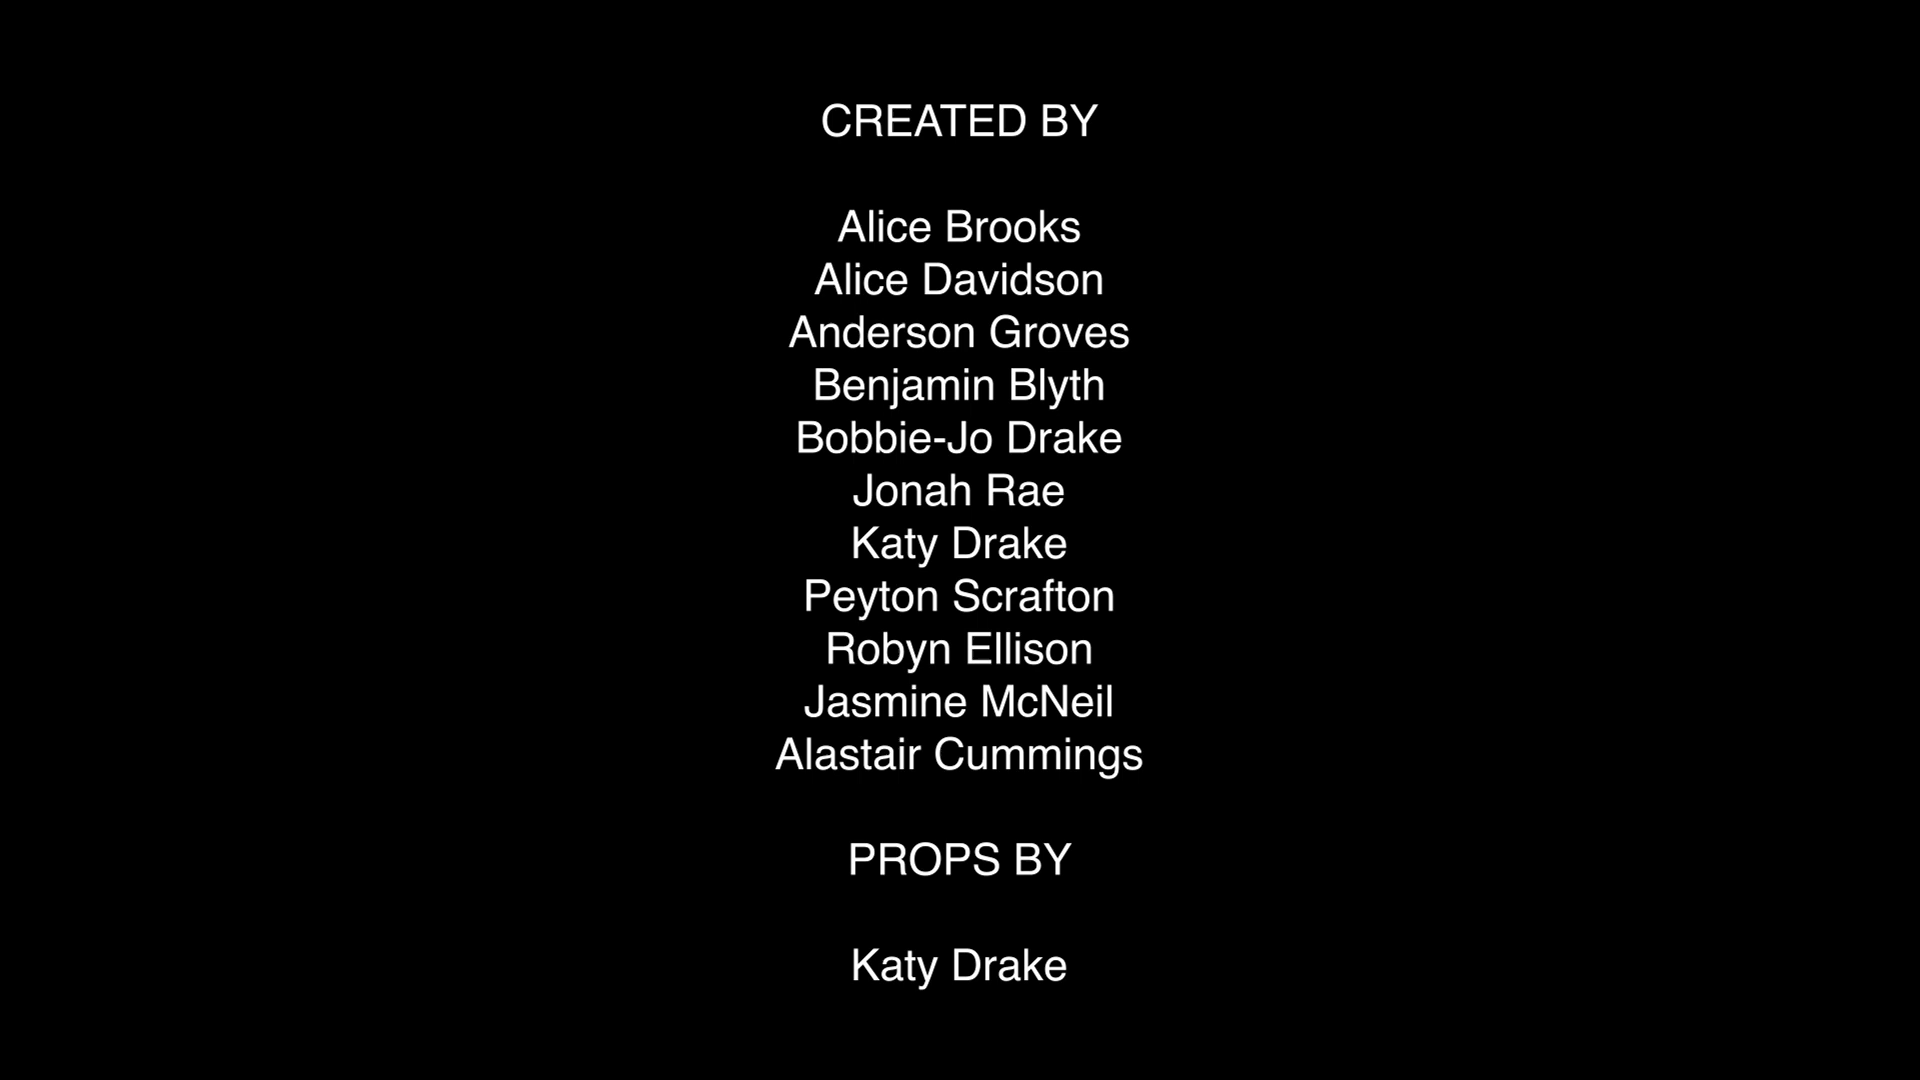 CREATED BY
Alice Brooks
Alice Davidson
Anderson Groves
Benjamin Blyth
Bobbie-Jo Drake
Jonah Rae
Katy Drake
Peyton Scrafton
Robyn Ellison
Jasmine McNeil
Alastair Cummings
PROPS BY
Katy Drake